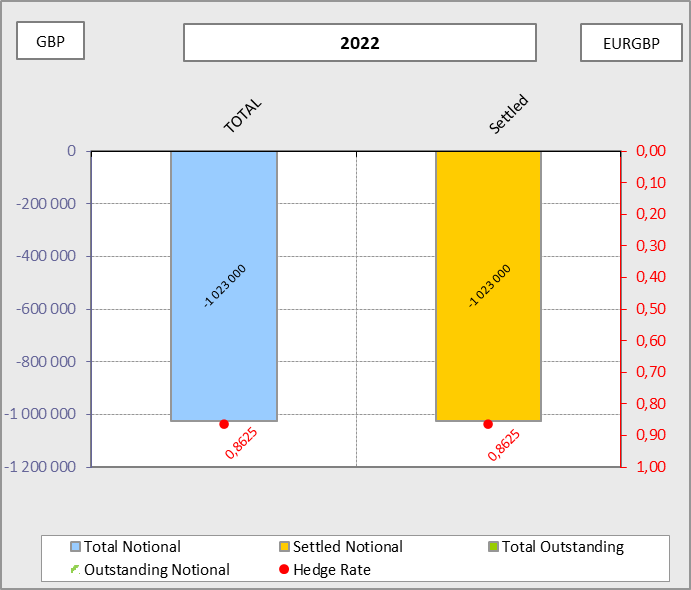 GBP
2022
EURGBP
TOTAL
Settled
0
-200 000
-400 000
-600 000
-800 000
-1 000 000
-1 200 000
-1 023 000
-1 023 000
0,8625
0,8625
0,00
0,10
0,20
0,30
0,40
0,50
0,60
0,70
0,80
0,90
1,00
Total Notional
Settled Notional
Total Outstanding
Outstanding Notional
Hedge Rate